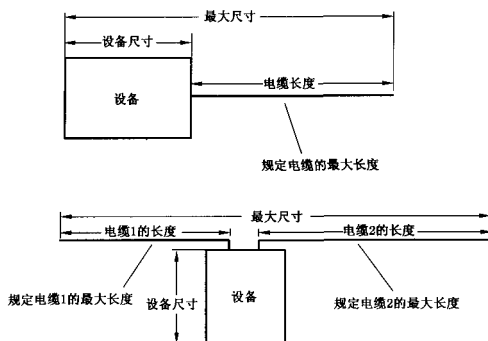 最大尺寸
设备尺寸
电缆长度
设备
规定电缆的最大长度
最大尺寸
电缆1的长度
电缆2的长度
规定电缆1的最大长度
设备尺寸
设备
规定电缆2的最大长度